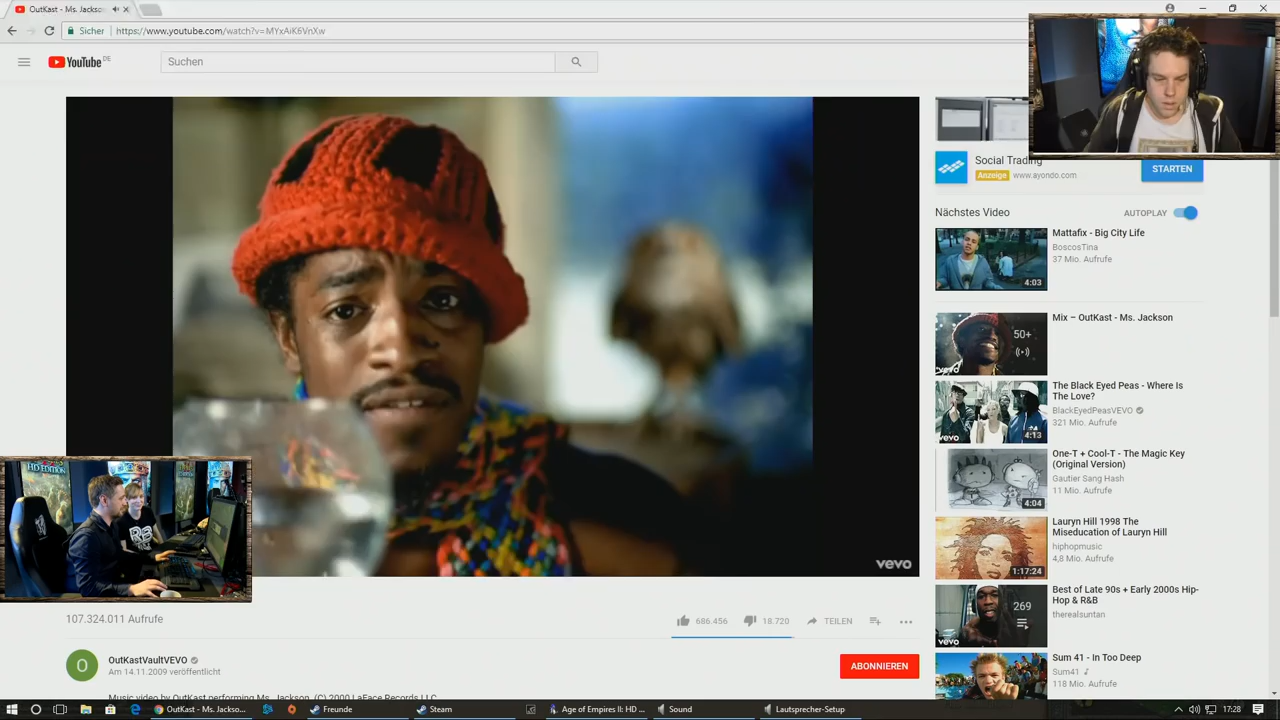 OutKast - Ms. Jackson
Sicher
https://www.youtube.com/watch?v=MYxAiK6VnXw
YouTube DE
Suchen
Social Trading
Anzeige www.ayondo.com
STARTEN
Nächstes Video
AUTOPLAY
Mattafix - Big City Life
BoscosTina
37 Mio. Aufrufe
4:03
Mix – OutKast - Ms. Jackson
50+
vevo
The Black Eyed Peas - Where Is
The Love?
BlackEyedPeasVEVO
321 Mio. Aufrufe
4:13
vevo
One-T + Cool-T - The Magic Key
(Original Version)
Gautier Sang Hash
11 Mio. Aufrufe
4:04
Lauryn Hill 1998 The
Miseducation of Lauryn Hill
hiphopmusic
4,8 Mio. Aufrufe
1:17:24
Best of Late 90s + Early 2000s Hip-
Hop & R&B
therealsuntan
269
vevo
Sum 41 - In Too Deep
Sum41
118 Mio. Aufrufe
HD EDITION
vevo
107.324.011 Aufrufe
686.456
18.720
TEILEN
O
OutKastVaultVEVO
Am 14.11.2009 veröffentlicht
ABONNIEREN
OutKast - Ms. Jackso...
Freunde
Steam
Age of Empires II: HD ...
Sound
Lautsprecher-Setup
17:28